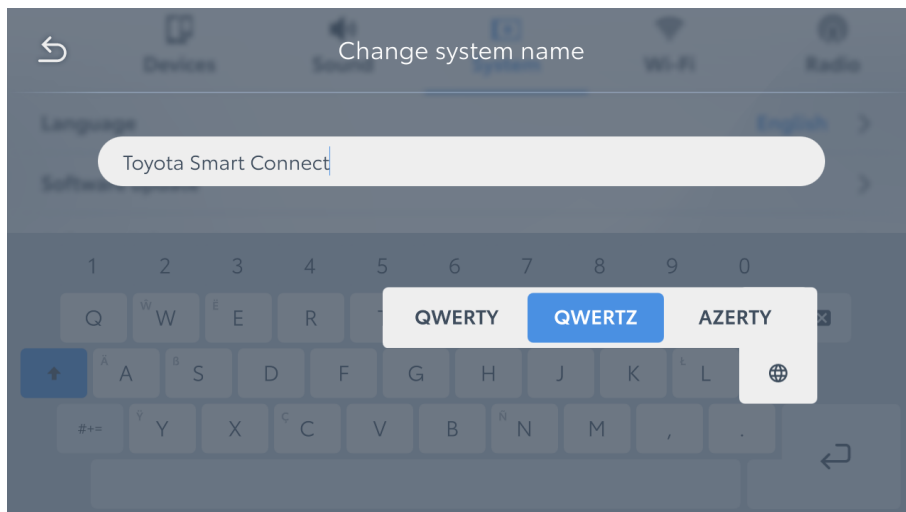 Change system name
Devices Sound System Wi-Fi Radio
Language English
Toyota Smart Connect
Software update
1 2 3 4 5 6 7 8 9 0
Q Ŵ W Ë E R QWERTY QWERTZ AZERTY
Ä A ß S D F G H J K Ł L
#+= Ÿ Y X Ç C V B Ñ N M , .